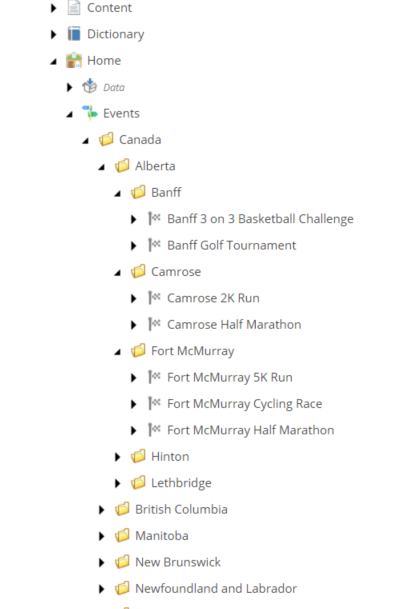 Content
Dictionary
Home
Data
Events
Canada
Alberta
Banff
Banff 3 on 3 Basketball Challenge
Banff Golf Tournament
Camrose
Camrose 2K Run
Camrose Half Marathon
Fort McMurray
Fort McMurray 5K Run
Fort McMurray Cycling Race
Fort McMurray Half Marathon
Hinton
Lethbridge
British Columbia
Manitoba
New Brunswick
Newfoundland and Labrador